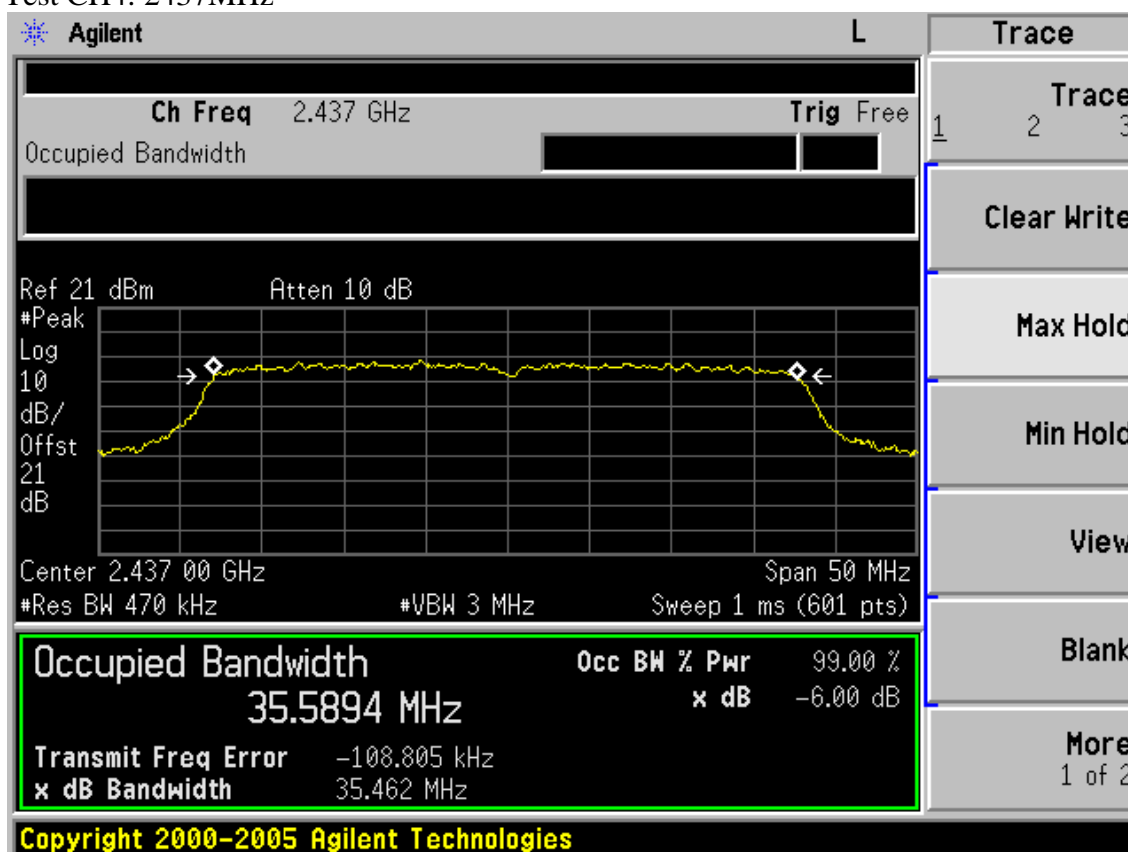 Test CH4: 2437MHz
Agilent L Trace
Ch Freq 2.437 GHz Trig Free
Occupied Bandwidth
Trace
1 2 3
Clear Write
Max Hold
Min Hold
View
Blank
More
1 of 2
Ref 21 dBm Atten 10 dB
#Peak
Log
10
dB/
Offst
21
dB
Center 2.437 00 GHz Span 50 MHz
#Res BW 470 kHz #VBW 3 MHz Sweep 1 ms (601 pts)
Occupied Bandwidth
35.5894 MHz
Occ BW % Pwr 99.00 %
x dB -6.00 dB
Transmit Freq Error -108.805 kHz
x dB Bandwidth 35.462 MHz
Copyright 2000-2005 Agilent Technologies